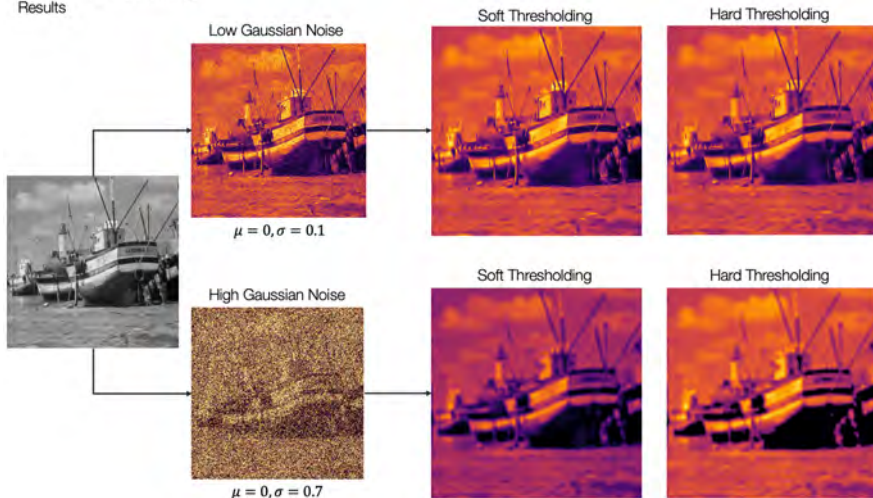 Results
Low Gaussian Noise
Soft Thresholding
Hard Thresholding
μ = 0, σ = 0.1
High Gaussian Noise
Soft Thresholding
Hard Thresholding
μ = 0, σ = 0.7